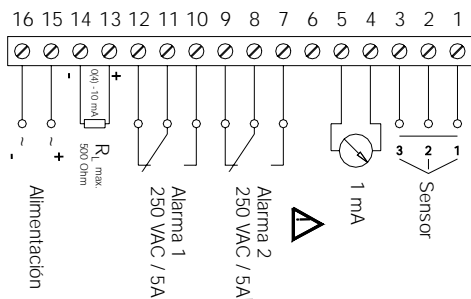 16 15 14 13 12 11 10 9 8 7 6 5 4 3 2 1
- +
0(4) -10 mA
3 2 1
~ ~
- +
R_L max.
500 Ohm
Alimentación
Alarma 1
250 VAC / 5A
Alarma 2
250 VAC / 5A
!
1 mA
Sensor